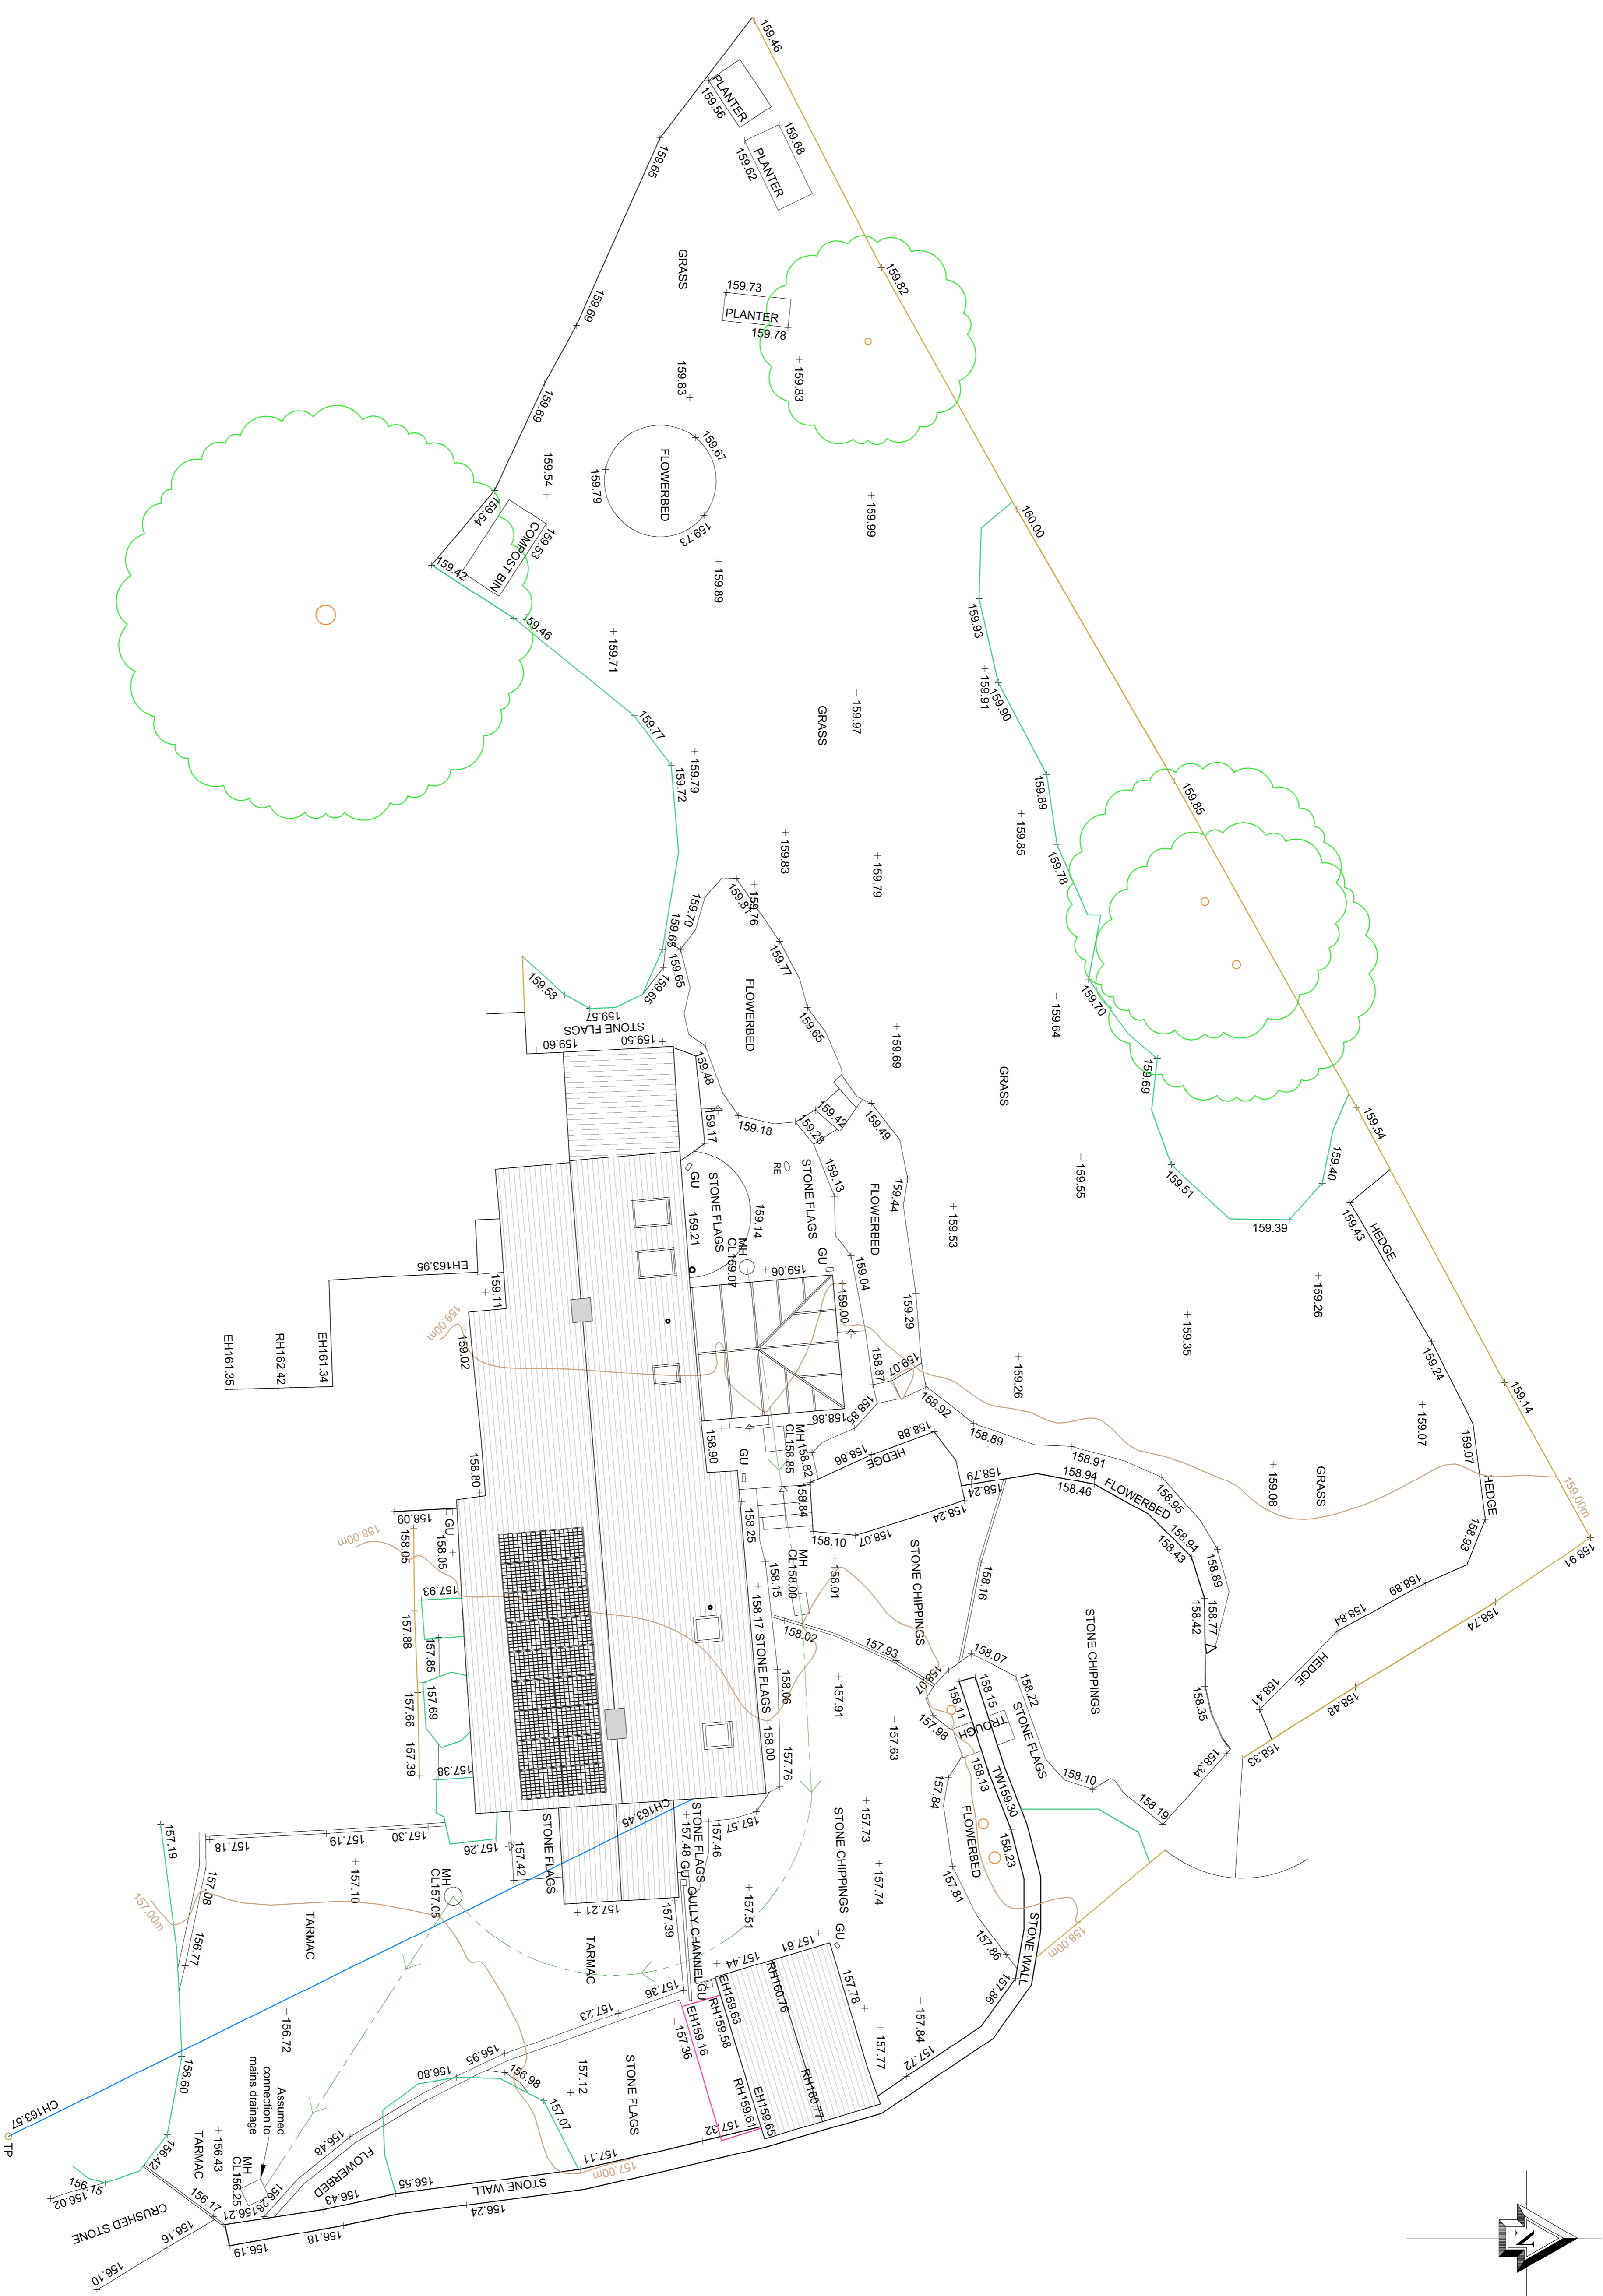 159.46
PLANTER
159.56
159.68
PLANTER
159.62
159.65
GRASS
159.82
159.73
PLANTER
159.78
159.69
159.83
159.83
159.69
159.67
FLOWERBED
159.79
159.73
159.54
159.54
159.53
COMPOST BIN
159.42
159.99
160.00
159.89
159.46
159.71
159.93
159.91
159.90
159.97
GRASS
159.77
159.79
159.72
159.89
159.85
159.85
159.83
159.79
159.78
159.81
159.76
159.70
159.65
159.65
159.65
159.77
159.58
159.57
STONE FLAGS
159.60
159.50
FLOWERBED
159.65
159.70
159.64
159.69
159.69
GRASS
159.48
159.17
159.18
159.28
159.42
159.49
159.54
159.40
159.51
159.39
159.55
159.43
HEDGE
GU
STONE FLAGS
159.21
159.14
RE
STONE FLAGS
159.13
FLOWERBED
159.44
159.53
MH
CL159.07
GU
159.06
159.04
159.00
159.29
159.26
159.35
159.24
159.26
159.14
159.07
159.07
HEDGE
159.08
GRASS
159.00m
158.93
158.91
EH163.95
159.11
159.00m
159.02
EH161.35
RH162.42
EH161.34
158.87
159.07
158.86
158.85
158.92
158.89
158.91
158.95
158.90
GU
MH158.82
CL158.85
158.86
HEDGE
158.88
158.79
158.24
158.94
158.46
FLOWERBED
158.94
158.43
158.89
158.84
158.25
158.10
158.07
158.24
158.80
GU
158.09
158.05
158.05
158.00m
157.93
157.88
157.85
157.69
157.66
157.39
157.38
MH
CL158.00
158.01
158.15
158.17 STONE FLAGS
158.02
STONE CHIPPINGS
158.16
157.93
158.07
158.07
STONE CHIPPINGS
158.77
158.42
158.35
158.89
158.84
HEDGE
158.41
158.74
158.48
158.33
158.34
158.06
158.00
157.76
157.91
157.63
158.11
158.15
157.98
TROUGH
158.22
STONE FLAGS
158.13
TW159.30
158.10
158.19
157.84
FLOWERBED
158.23
157.81
157.86
157.86
STONE WALL
158.00m
CH163.45
STONE FLAGS
157.48 GU
157.46
157.57
STONE CHIPPINGS
157.73
157.74
157.51
GU
157.61
157.44
157.78
STONE FLAGS
157.42
157.26
157.30
157.19
157.18
157.19
157.10
MH
CL157.05
157.21
157.39
GULLY CHANNEL
GU
157.36
TARMAC
157.08
157.00m
156.77
TARMAC
157.23
EH159.63
RH159.58
EH159.16
157.36
RH160.76
RH160.77
EH159.65
RH159.61
157.32
157.84
157.77
157.72
156.72
156.60
156.95
156.98
156.80
157.07
157.12
STONE FLAGS
157.11
157.00m
Assumed
connection to
mains drainage
156.48
FLOWERBED
156.43
156.55
STONE WALL
156.24
156.43
TARMAC
MH
CL156.25
156.28
156.21
156.17
156.42
156.15
156.02
CRUSHED STONE
156.16
156.10
156.19
156.18
CH163.57
TP
N